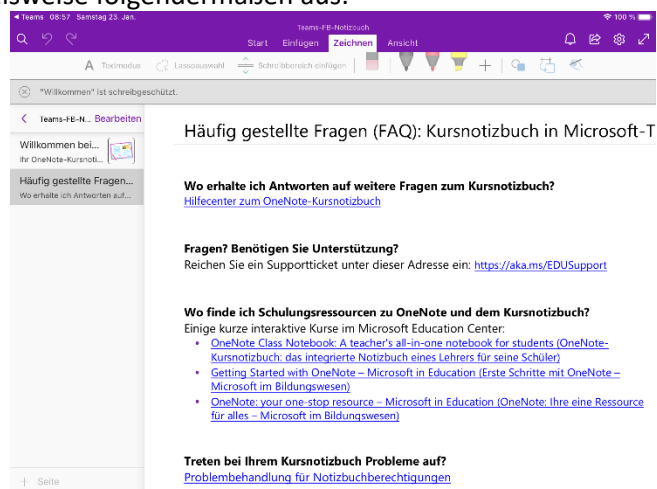 nsweise folgendermaßen aus:
Teams 08:57 Samstag 23. Jan.
100 %
Teams-FB-Notizbuch
Start Einfügen Zeichnen Ansicht
A Textmodus Lassoauswahl Schreibbereich einfügen
"Willkommen" ist schreibgeschützt.
Teams-FB-N... Bearbeiten
Willkommen bei...
Ihr OneNote-Kursnoti...
Häufig gestellte Fragen...
Wo erhalte ich Antworten auf...
+ Seite
Häufig gestellte Fragen (FAQ): Kursnotizbuch in Microsoft-T
Wo erhalte ich Antworten auf weitere Fragen zum Kursnotizbuch?
Hilfecenter zum OneNote-Kursnotizbuch
Fragen? Benötigen Sie Unterstützung?
Reichen Sie ein Supportticket unter dieser Adresse ein: https://aka.ms/EDUSupport
Wo finde ich Schulungsressourcen zu OneNote und dem Kursnotizbuch?
Einige kurze interaktive Kurse im Microsoft Education Center:
• OneNote Class Notebook: A teacher's all-in-one notebook for students (OneNote-
Kursnotizbuch: das integrierte Notizbuch eines Lehrers für seine Schüler)
• Getting Started with OneNote – Microsoft in Education (Erste Schritte mit OneNote –
Microsoft im Bildungswesen)
• OneNote: your one-stop resource – Microsoft in Education (OneNote: Ihre eine Ressource
für alles – Microsoft im Bildungswesen)
Treten bei Ihrem Kursnotizbuch Probleme auf?
Problembehandlung für Notizbuchberechtigungen